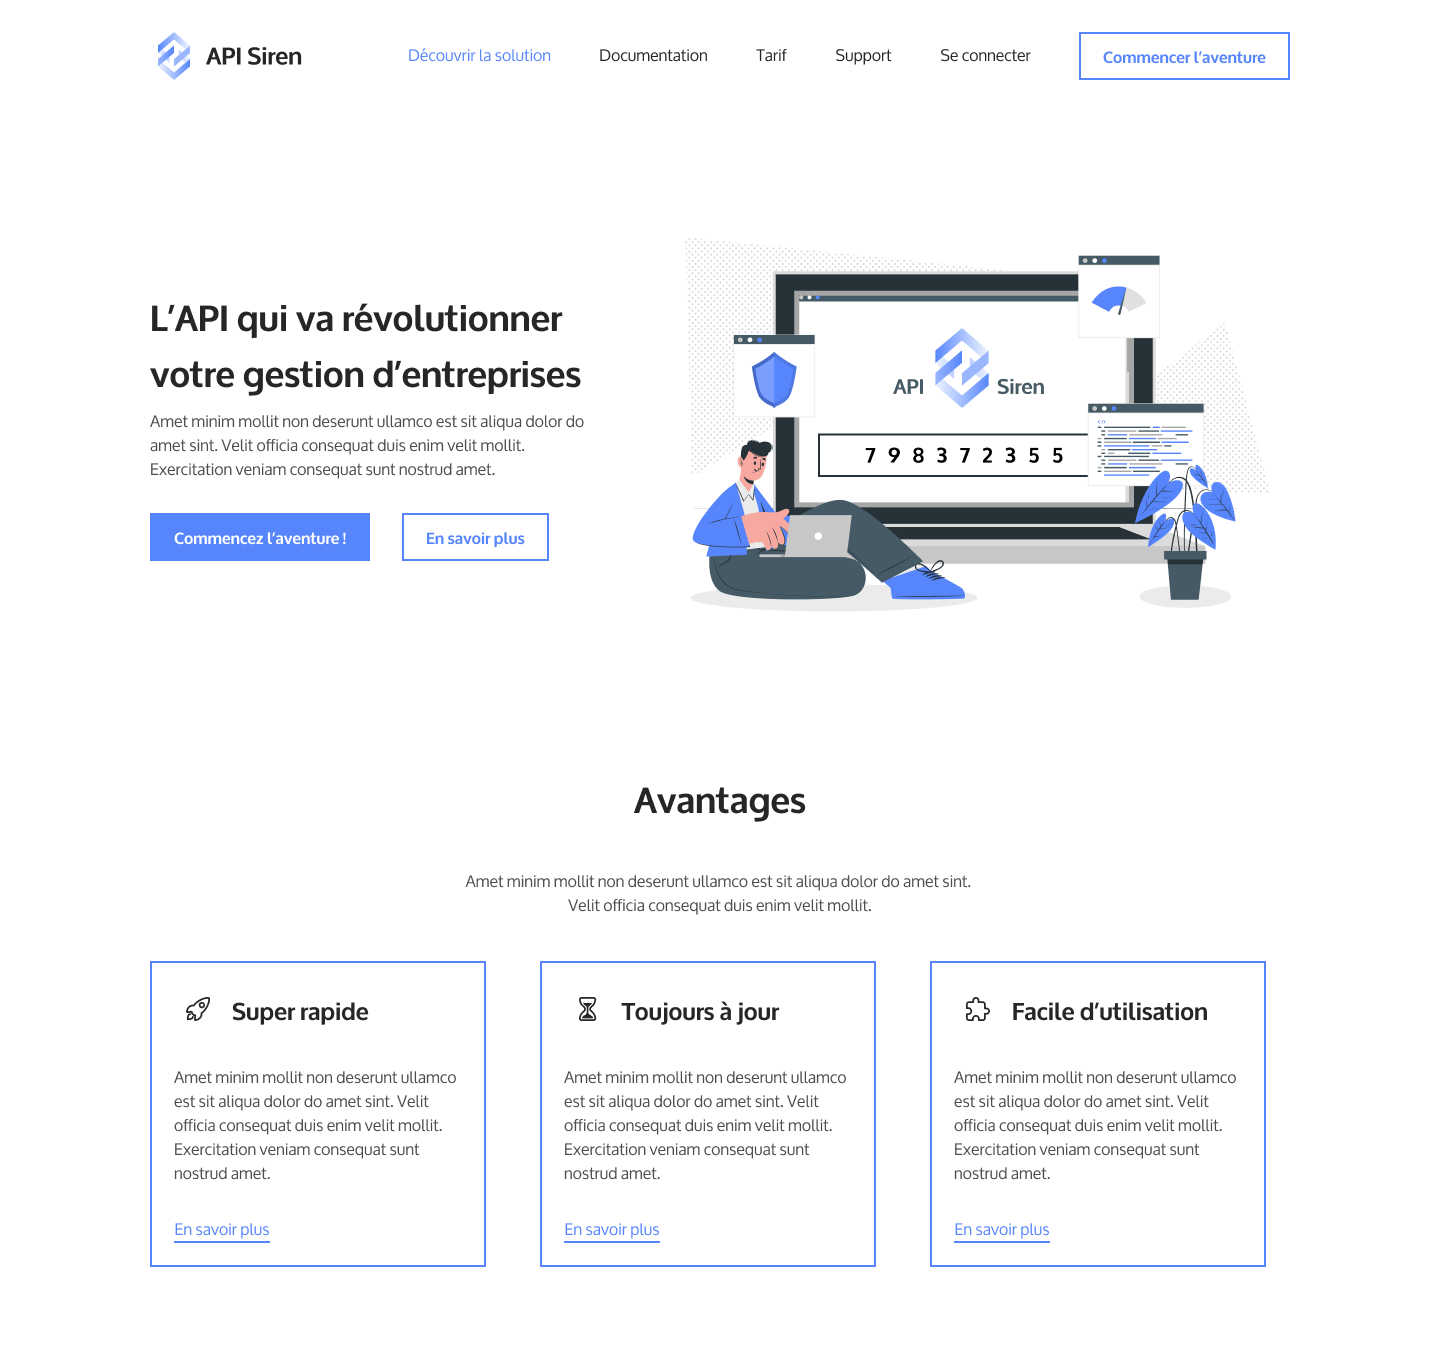 API Siren
Découvrir la solution
Documentation
Tarif
Support
Se connecter
Commencer l’aventure
L’API qui va révolutionner
votre gestion d’entreprises
Amet minim mollit non deserunt ullamco est sit aliqua dolor do
amet sint. Velit officia consequat duis enim velit mollit.
Exercitation veniam consequat sunt nostrud amet.
Commencez l’aventure !
En savoir plus
API Siren
7 9 8 3 7 2 3 5 5
</>
Avantages
Amet minim mollit non deserunt ullamco est sit aliqua dolor do amet sint.
Velit officia consequat duis enim velit mollit.
Super rapide
Amet minim mollit non deserunt ullamco
est sit aliqua dolor do amet sint. Velit
officia consequat duis enim velit mollit.
Exercitation veniam consequat sunt
nostrud amet.
En savoir plus
Toujours à jour
Amet minim mollit non deserunt ullamco
est sit aliqua dolor do amet sint. Velit
officia consequat duis enim velit mollit.
Exercitation veniam consequat sunt
nostrud amet.
En savoir plus
Facile d’utilisation
Amet minim mollit non deserunt ullamco
est sit aliqua dolor do amet sint. Velit
officia consequat duis enim velit mollit.
Exercitation veniam consequat sunt
nostrud amet.
En savoir plus